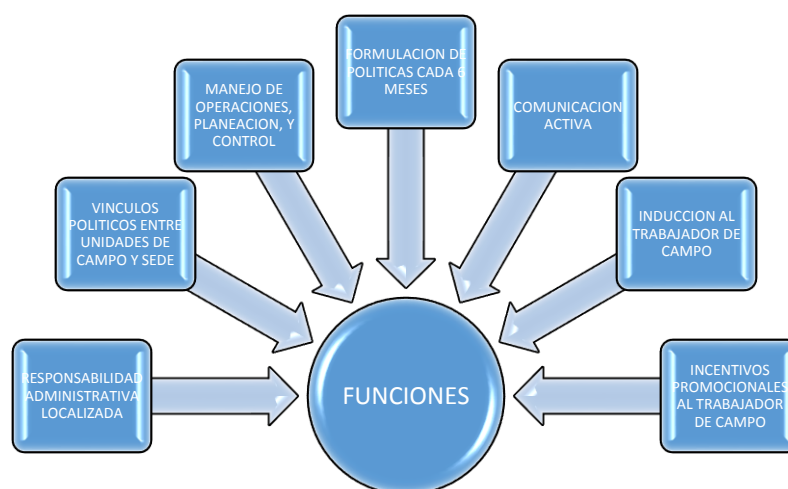 FORMULACION DE
POLITICAS CADA 6
MESES
MANEJO DE
OPERACIONES,
PLANEACION, Y
CONTROL
COMUNICACION
ACTIVA
VINCULOS
POLITICOS ENTRE
UNIDADES DE
CAMPO Y SEDE
INDUCCION AL
TRABAJADOR DE
CAMPO
RESPONSABILIDAD
ADMINISTRATIVA
LOCALIZADA
FUNCIONES
INCENTIVOS
PROMOCIONALES
AL TRABAJADOR
DE CAMPO